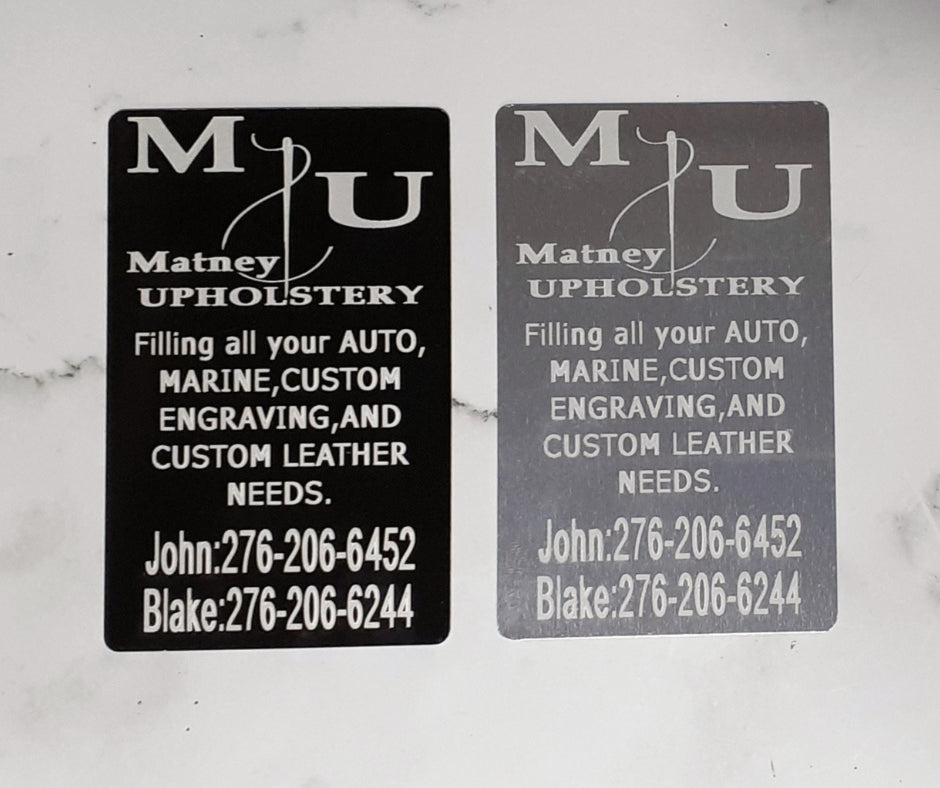 M U
Matney
UPHOLSTERY
Filling all your AUTO,
MARINE,CUSTOM
ENGRAVING,AND
CUSTOM LEATHER
NEEDS.
John:276-206-6452
Blake:276-206-6244
M U
Matney
UPHOLSTERY
Filling all your AUTO,
MARINE,CUSTOM
ENGRAVING,AND
CUSTOM LEATHER
NEEDS.
John:276-206-6452
Blake:276-206-6244